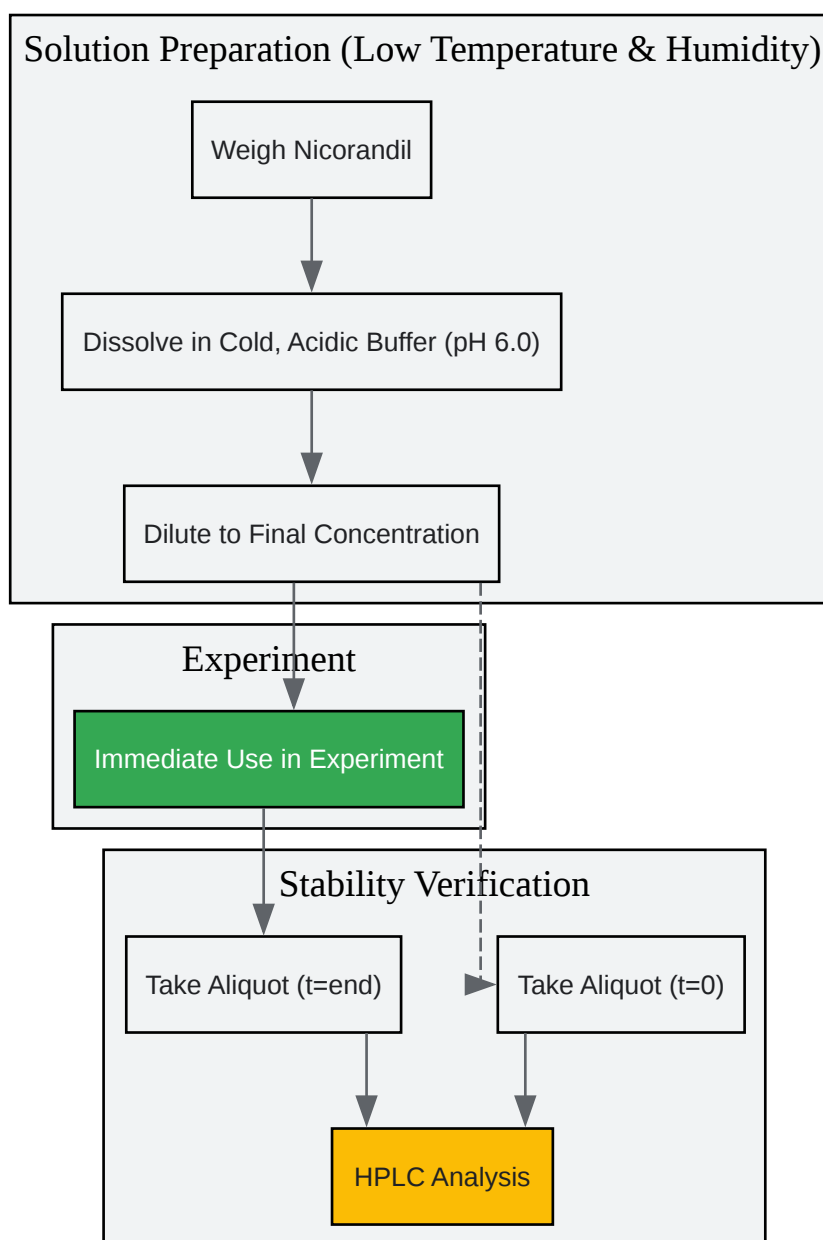 Solution Preparation (Low Temperature & Humidity)
Weigh Nicorandil
Dissolve in Cold, Acidic Buffer (pH 6.0)
Dilute to Final Concentration
Experiment
Immediate Use in Experiment
Stability Verification
Take Aliquot (t=end)
Take Aliquot (t=0)
HPLC Analysis